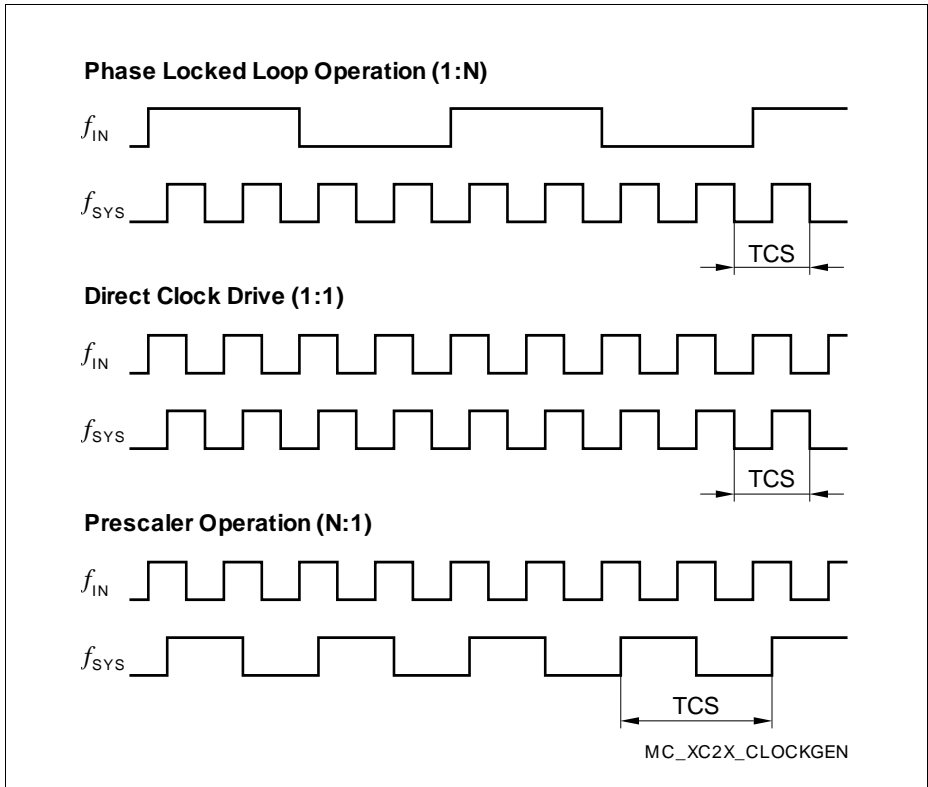 Phase Locked Loop Operation (1:N)
fIN
fSYS
TCS
Direct Clock Drive (1:1)
fIN
fSYS
TCS
Prescaler Operation (N:1)
fIN
fSYS
TCS
MC_XC2X_CLOCKGEN